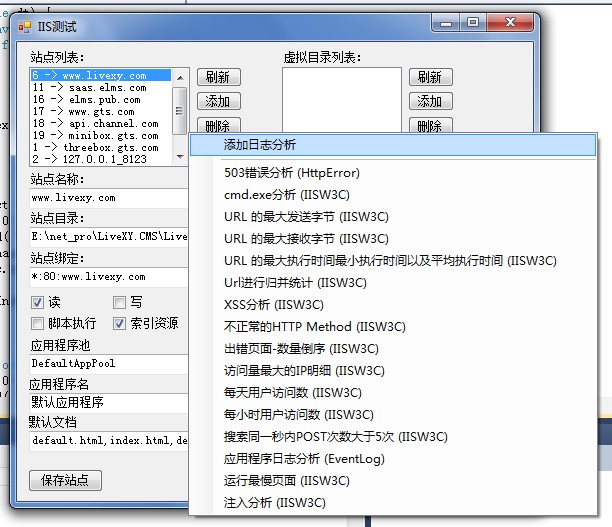 IIS测试
站点列表:
虚拟目录列表:
6 -> www.livexy.com
11 -> saas.elms.com
16 -> elms.pub.com
17 -> www.gts.com
18 -> api.channel.com
19 -> minibox.gts.com
1 -> threebox.gts.com
2 -> 127.0.0.1_8123
刷新
添加
删除
刷新
添加
删除
站点名称:
www.livexy.com
站点目录:
E:\net_pro\LiveXY.CMS\Live
站点绑定:
*:80:www.livexy.com
读
写
脚本执行
索引资源
应用程序池
DefaultAppPool
应用程序名
默认应用程序
默认文档
default.html,index.html,de
保存站点
添加日志分析
503错误分析 (HttpError)
cmd.exe分析 (IISW3C)
URL 的最大发送字节 (IISW3C)
URL 的最大接收字节 (IISW3C)
URL 的最大执行时间最小执行时间以及平均执行时间 (IISW3C)
Url进行归并统计 (IISW3C)
XSS分析 (IISW3C)
不正常的HTTP Method (IISW3C)
出错页面-数量倒序 (IISW3C)
访问量最大的IP明细 (IISW3C)
每天用户访问数 (IISW3C)
每小时用户访问数 (IISW3C)
搜索同一秒内POST次数大于5次 (IISW3C)
应用程序日志分析 (EventLog)
运行最慢页面 (IISW3C)
注入分析 (IISW3C)